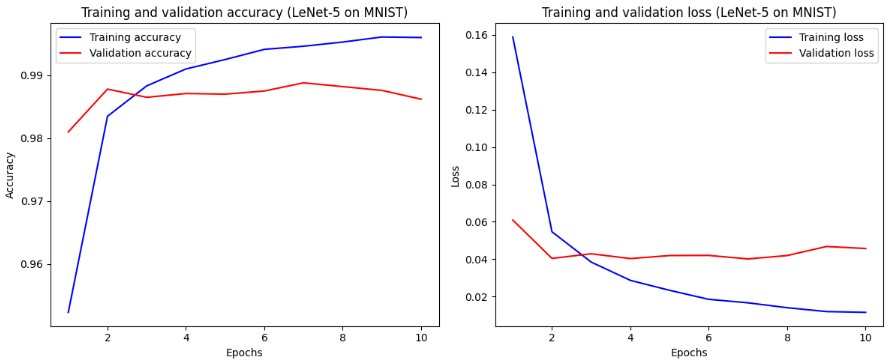 Training and validation accuracy (LeNet-5 on MNIST)
Training accuracy
Validation accuracy
0.99
0.98
0.97
0.96
Accuracy
2 4 6 8 10
Epochs
Training and validation loss (LeNet-5 on MNIST)
Training loss
Validation loss
0.16
0.14
0.12
0.10
0.08
0.06
0.04
0.02
Loss
2 4 6 8 10
Epochs